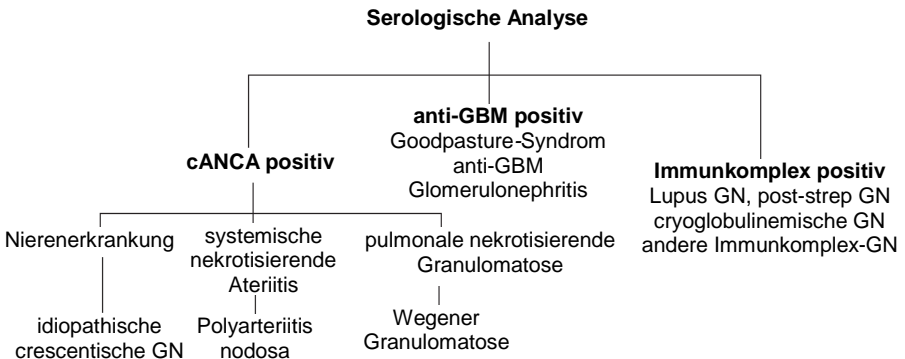 Serologische Analyse
anti-GBM positiv
Goodpasture-Syndrom
anti-GBM
Glomerulonephritis
cANCA positiv
Immunkomplex positiv
Lupus GN, post-strep GN
cryoglobulinemische GN
andere Immunkomplex-GN
Nierenerkrankung
systemische
nekrotisierende
Ateriitis
pulmonale nekrotisierende
Granulomatose
idiopathische
crescentische GN
Polyarteriitis
nodosa
Wegener
Granulomatose